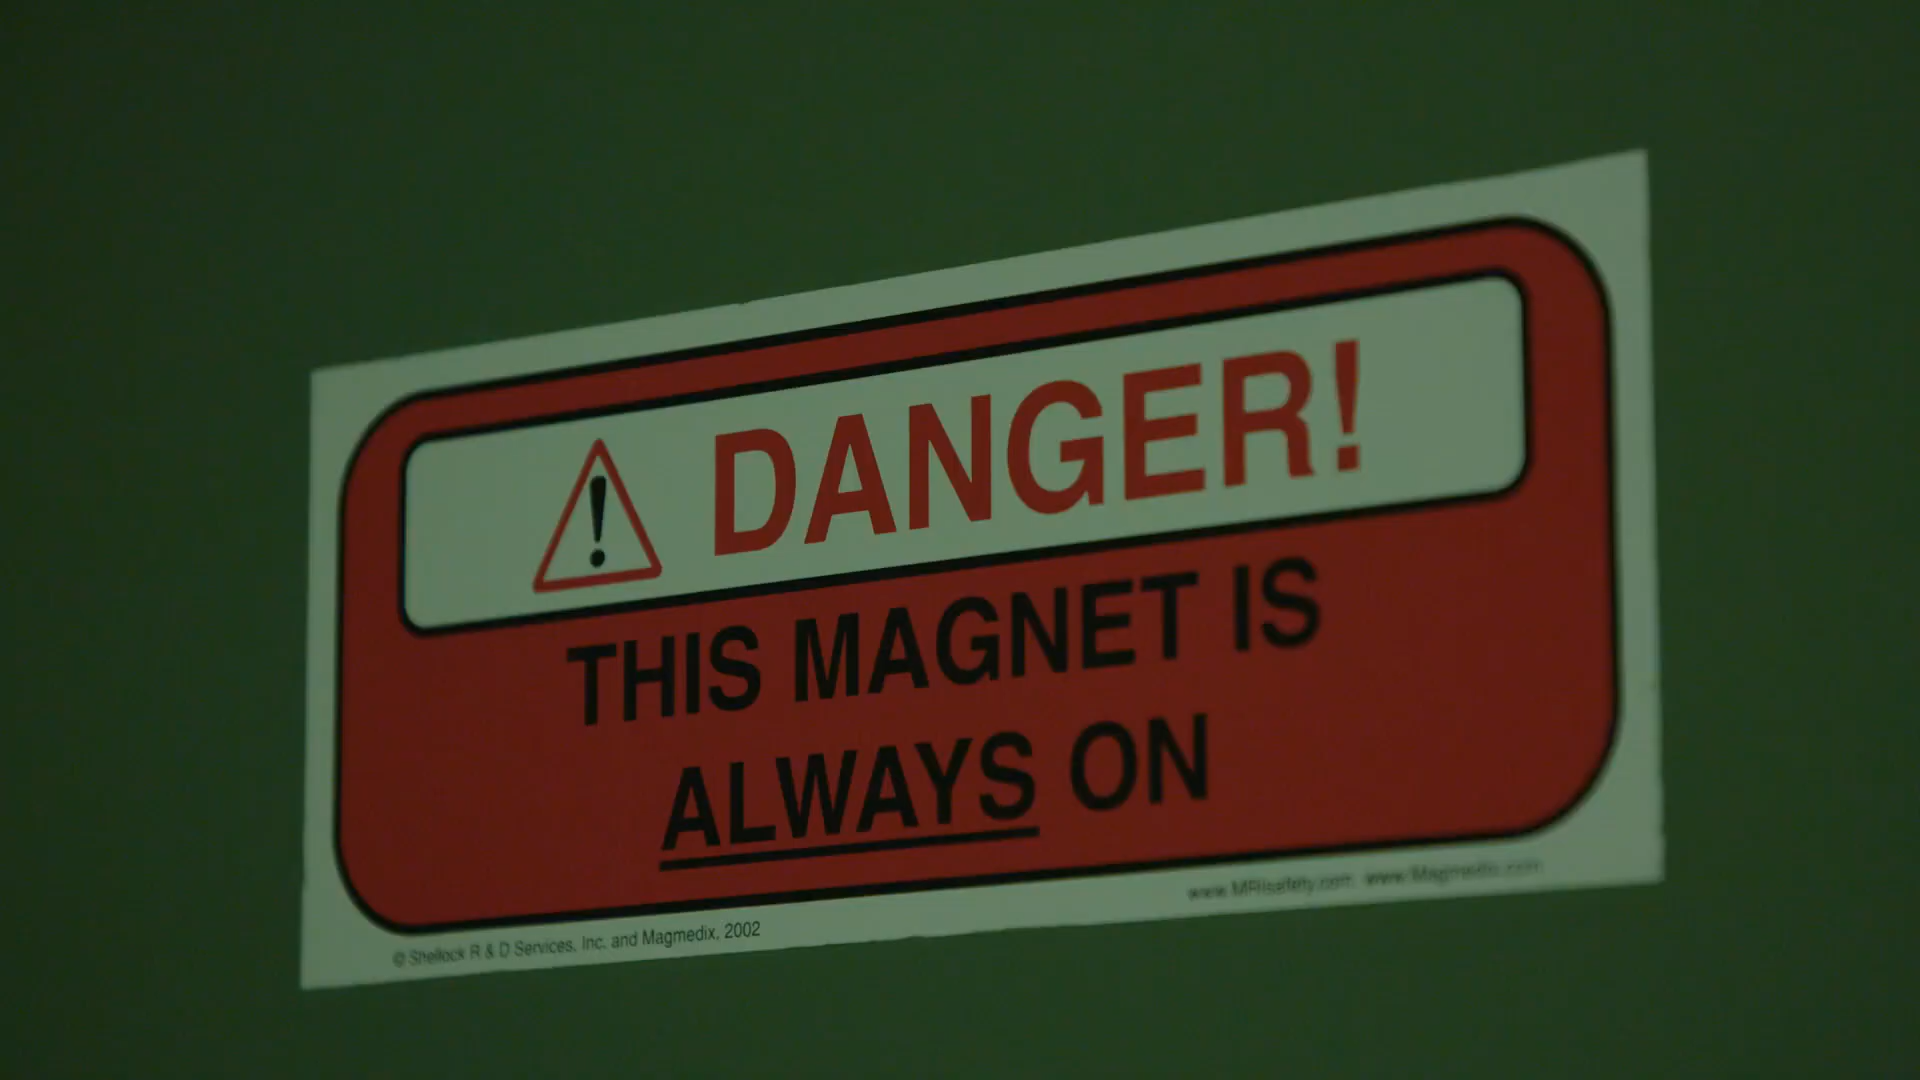 ! DANGER!
THIS MAGNET IS
ALWAYS ON
© Shellock R & D Services, Inc. and Magmedix, 2002
www.MRIsafety.com www.Magmedix.com